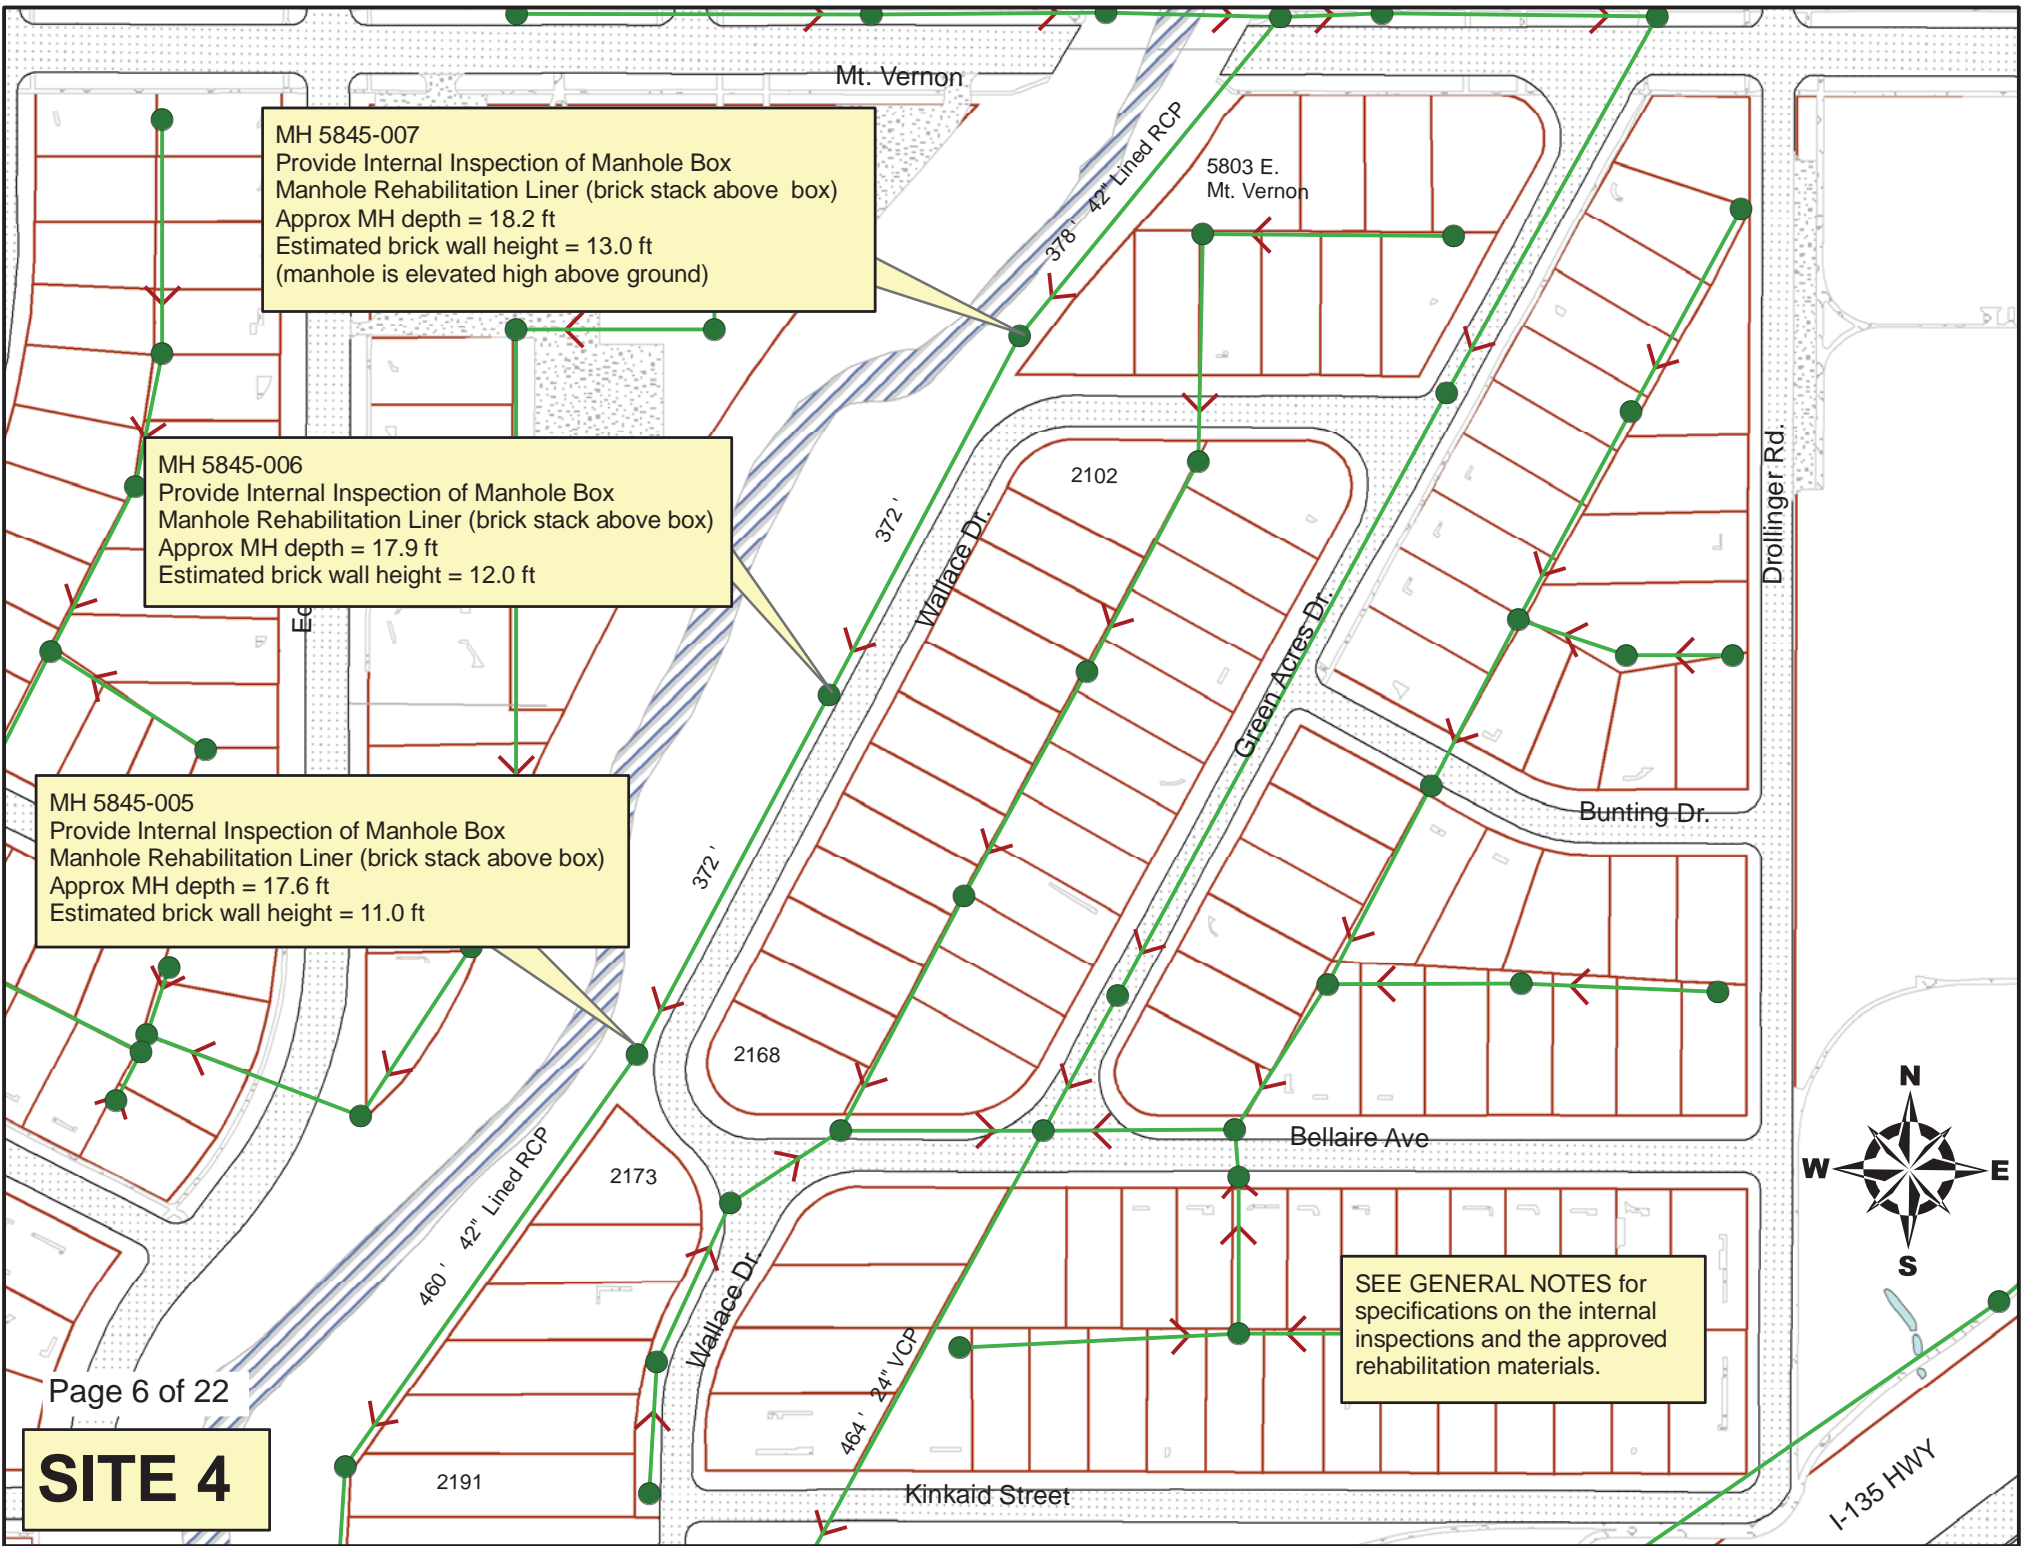 Mt. Vernon
MH 5845-007
Provide Internal Inspection of Manhole Box
Manhole Rehabilitation Liner (brick stack above  box)
Approx MH depth = 18.2 ft
Estimated brick wall height = 13.0 ft
(manhole is elevated high above ground)
378 '   42" Lined RCP
5803 E.
Mt. Vernon
MH 5845-006
Provide Internal Inspection of Manhole Box
Manhole Rehabilitation Liner (brick stack above box)
Approx MH depth = 17.9 ft
Estimated brick wall height = 12.0 ft
2102
372 '
Wallace Dr.
Drollinger Rd.
Green Acres Dr.
MH 5845-005
Provide Internal Inspection of Manhole Box
Manhole Rehabilitation Liner (brick stack above box)
Approx MH depth = 17.6 ft
Estimated brick wall height = 11.0 ft
372 '
Bunting Dr.
2168
Bellaire Ave
N
W
E
S
2173
460 '   42"  Lined RCP
Wallace Dr.
SEE GENERAL NOTES for
specifications on the internal
inspections and the approved
rehabilitation materials.
464 '   24" VCP
Page 6 of 22
SITE 4
2191
Kinkaid Street
I-135 HWY